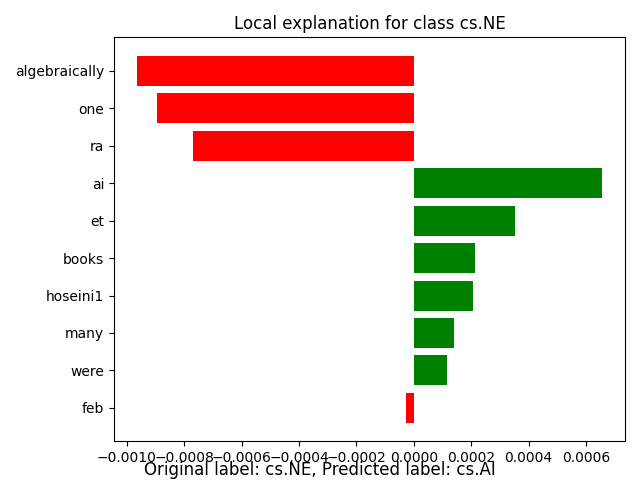 Local explanation for class cs.NE
algebraically
one
ra
ai
et
books
hoseini1
many
were
feb
−0.0010 −0.0008 −0.0006 −0.0004 −0.0002 0.0000 0.0002 0.0004 0.0006
Original label: cs.NE, Predicted label: cs.AI